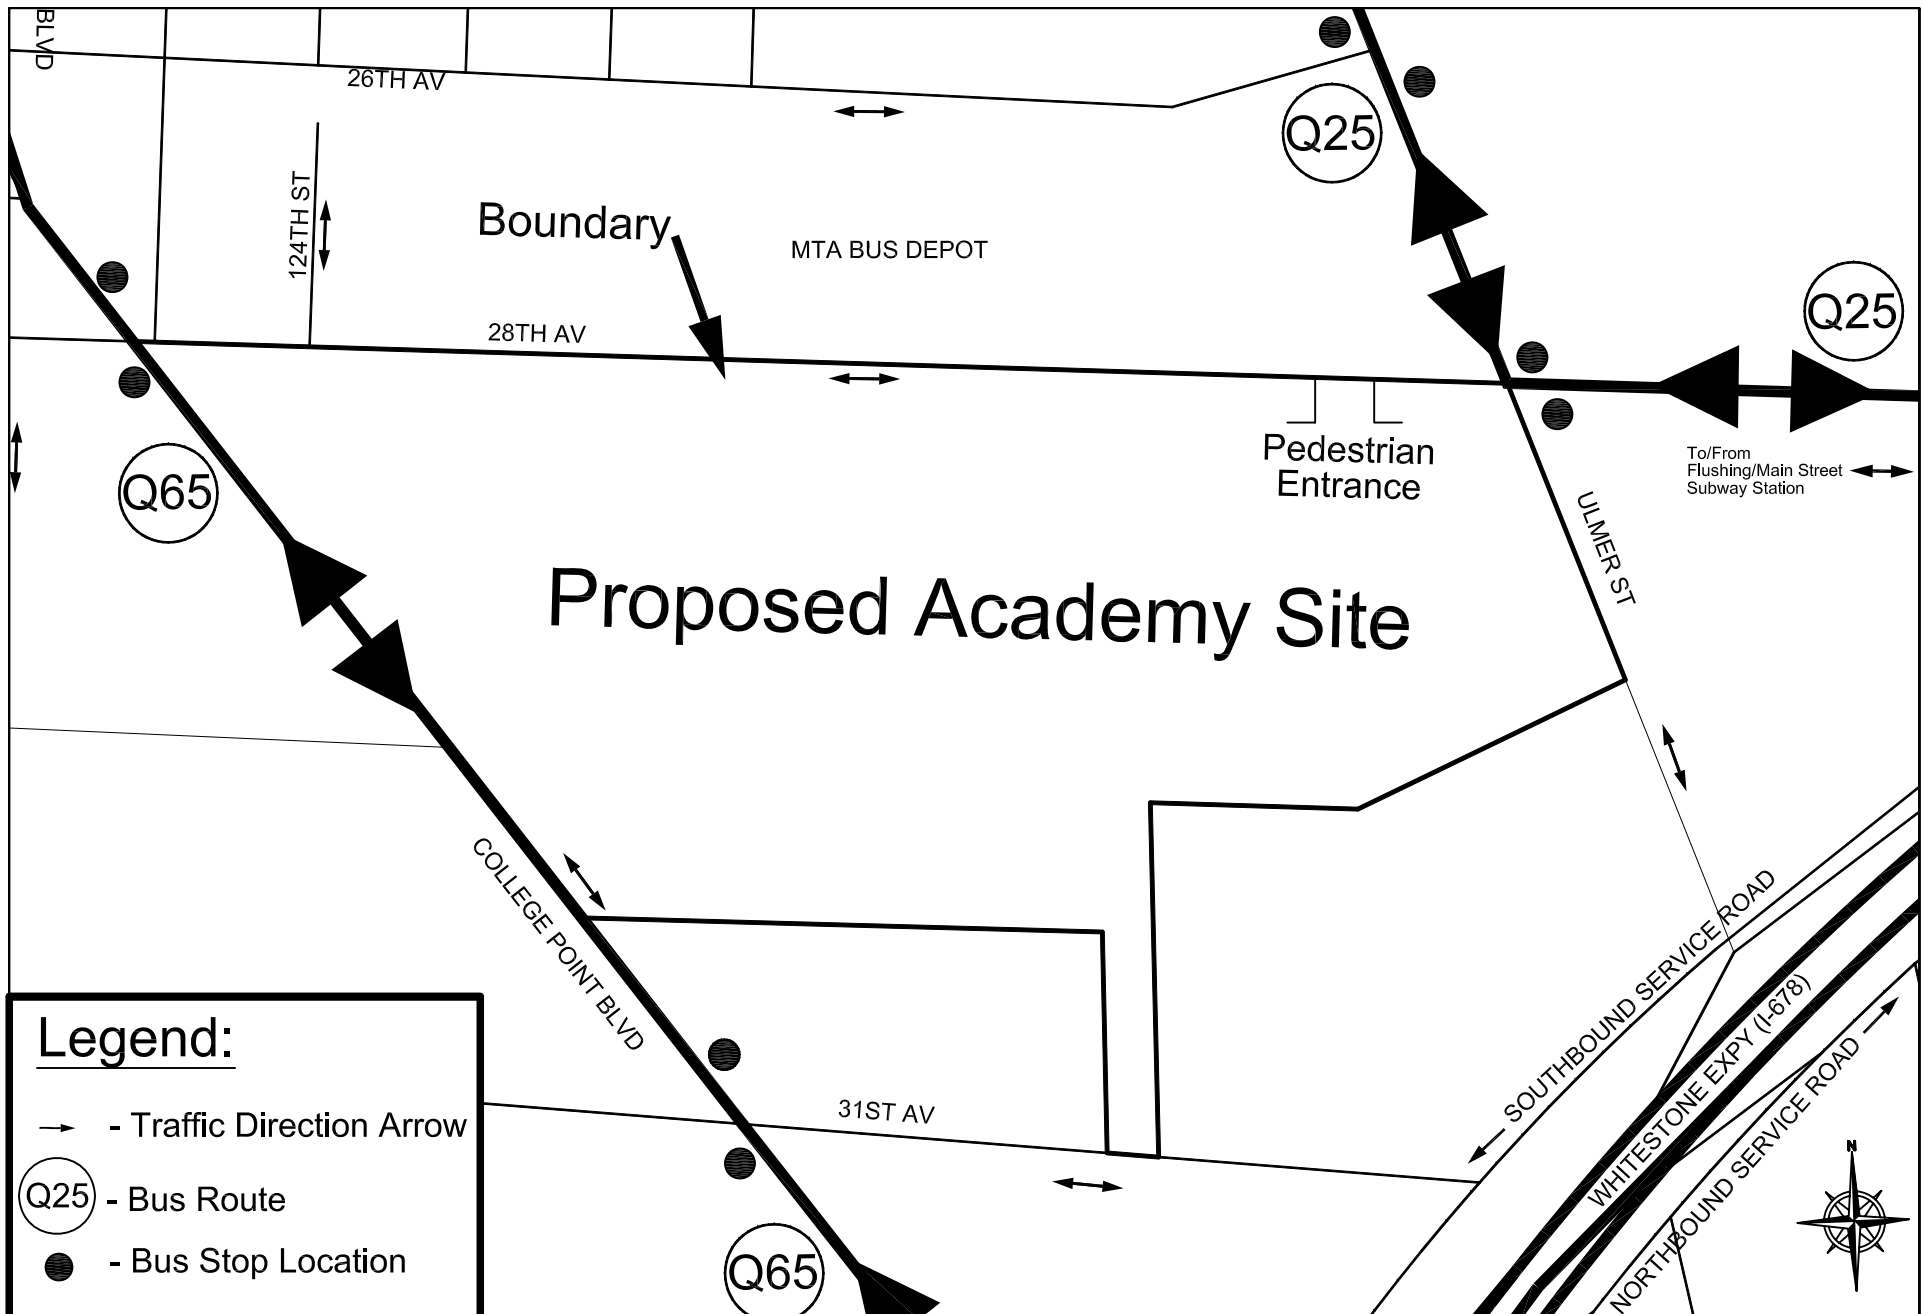 BLVD
26TH AV
Q25
124TH ST
Boundary
MTA BUS DEPOT
Q25
28TH AV
Pedestrian
Entrance
To/From
Flushing/Main Street
Subway Station
Q65
ULMER ST
Proposed Academy Site
COLLEGE POINT BLVD
SOUTHBOUND SERVICE ROAD
WHITESTONE EXPY (I-678)
NORTHBOUND SERVICE ROAD
31ST AV
Q65
N
Legend:
- Traffic Direction Arrow
Q25 - Bus Route
- Bus Stop Location